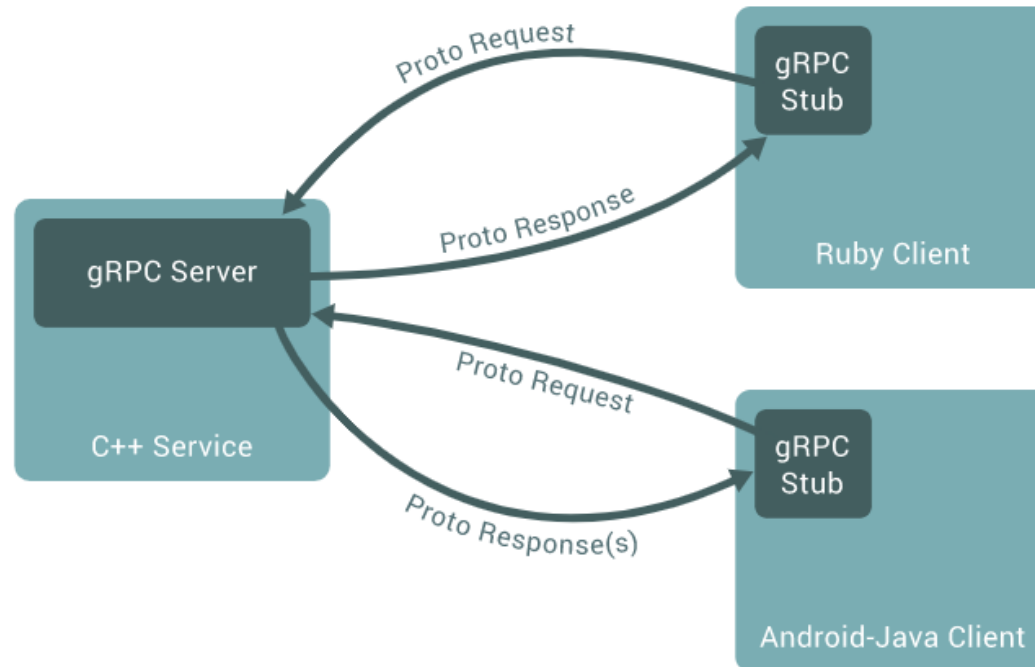 Proto Request
gRPC
Stub
Proto Response
Ruby Client
gRPC Server
C++ Service
Proto Request
gRPC
Stub
Proto Response(s)
Android-Java Client